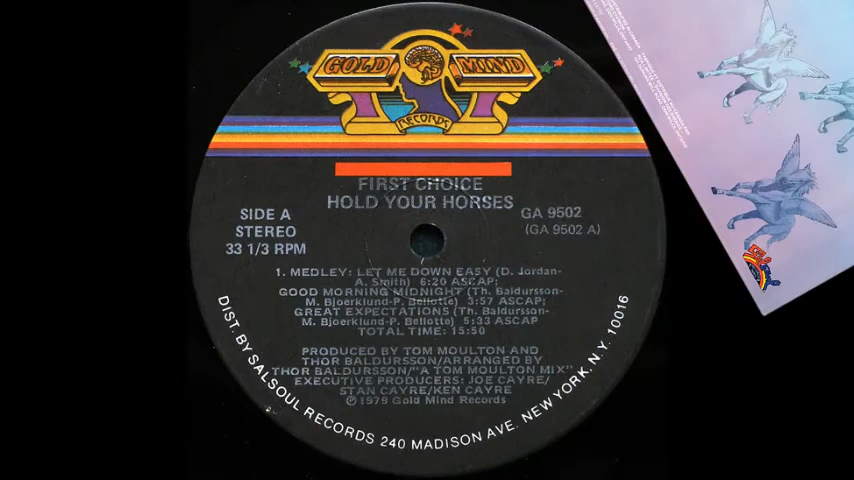 GOLD MIND
RECORDS
FIRST CHOICE
HOLD YOUR HORSES
SIDE A
STEREO
33 1/3 RPM
GA 9502
(GA 9502 A)
1. MEDLEY: LET ME DOWN EASY (D. Jordan-
A. Smith) 6:20 ASCAP;
GOOD MORNING MIDNIGHT (Th. Baldursson-
M. Bjoerklund-P. Bellotte) 3:57 ASCAP;
GREAT EXPECTATIONS (Th. Baldursson-
M. Bjoerklund-P. Bellotte) 5:33 ASCAP
TOTAL TIME: 15:50
PRODUCED BY TOM MOULTON AND
THOR BALDURSSON/ARRANGED BY
THOR BALDURSSON/"A TOM MOULTON MIX"
EXECUTIVE PRODUCERS: JOE CAYRE/
STAN CAYRE/KEN CAYRE
℗©1979 Gold Mind Records
DIST. BY SALSOUL RECORDS 240 MADISON AVE. NEW YORK, N.Y. 10016